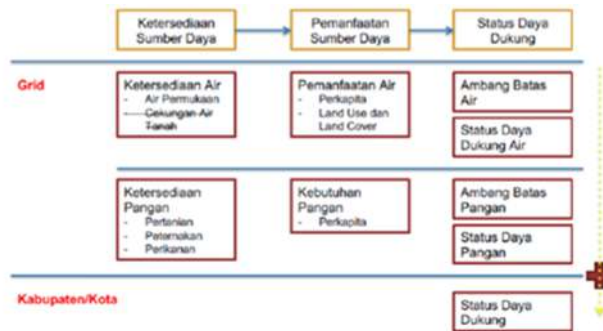 Ketersediaan
Sumber Daya
Pemanfaatan
Sumber Daya
Status Daya
Dukung
Grid
Ketersediaan Air
- Air Permukaan
- Cekungan Air
Tanah
Pemanfaatan Air
- Perkapita
- Land Use dan
Land Cover
Ambang Batas
Air
Status Daya
Dukung Air
Ketersediaan
Pangan
- Pertanian
- Peternakan
- Perikanan
Kebutuhan
Pangan
- Perkapita
Ambang Batas
Pangan
Status Daya
Pangan
Kabupaten/Kota
Status Daya
Dukung